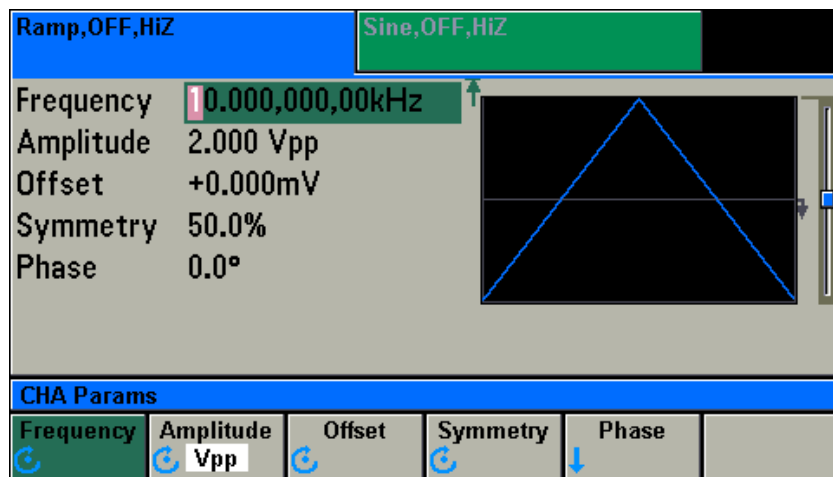 Ramp,OFF,HiZ
Sine,OFF,HiZ
Frequency 10.000,000,00kHz
Amplitude 2.000 Vpp
Offset +0.000mV
Symmetry 50.0%
Phase 0.0°
CHA Params
Frequency Amplitude Offset Symmetry Phase
Vpp